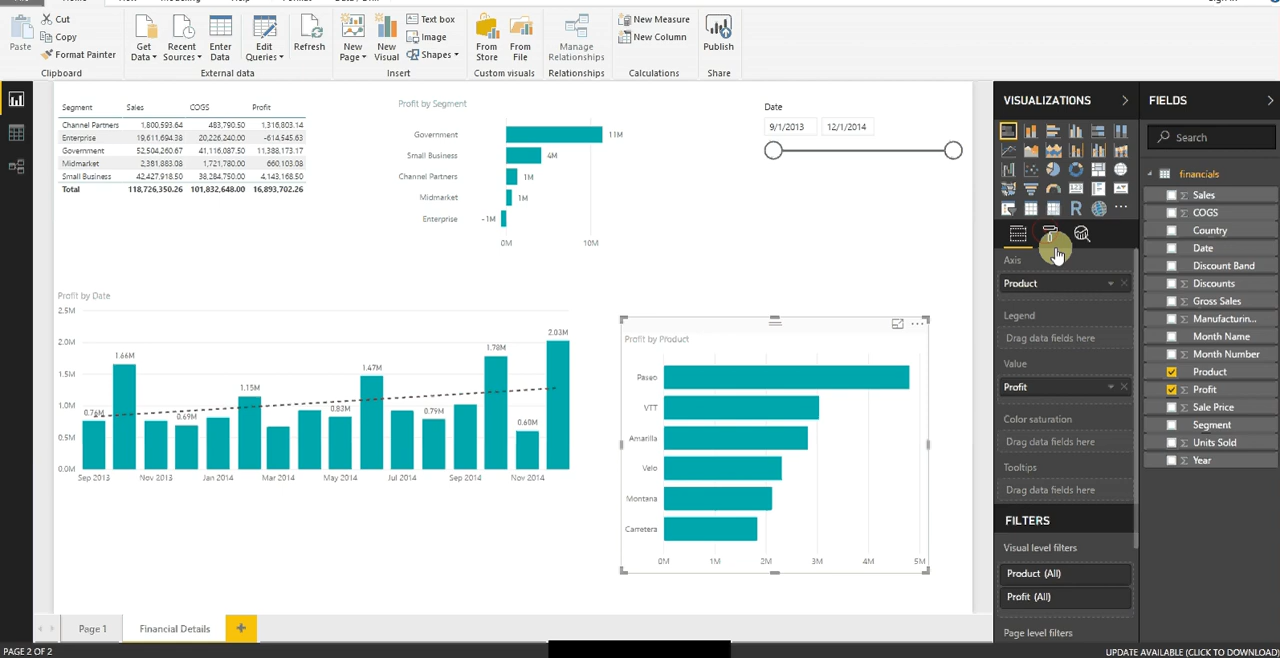 Cut
Copy
Format Painter
Paste
Clipboard
Get
Data
Recent
Sources
Enter
Data
Edit
Queries
Refresh
External data
New
Page
New
Visual
Text box
Image
Shapes
Insert
From
Store
From
File
Custom visuals
Manage
Relationships
Relationships
New Measure
New Column
Calculations
Publish
Share
Segment Sales COGS Profit
Channel Partners 1,800,593.64 483,790.50 1,316,803.14
Enterprise 19,611,694.38 20,226,240.00 -614,545.63
Government 52,504,260.67 41,116,087.50 11,388,173.17
Midmarket 2,381,883.08 1,721,780.00 660,103.08
Small Business 42,427,918.50 38,284,750.00 4,143,168.50
Total 118,726,350.26 101,832,648.00 16,893,702.26
Profit by Segment
Government 11M
Small Business 4M
Channel Partners 1M
Midmarket 1M
Enterprise -1M
0M 10M
Date
9/1/2013 12/1/2014
Profit by Date
2.5M
2.0M
1.5M
1.0M
0.5M
0.0M
0.76M 1.66M 0.69M 1.15M 0.83M 1.47M 0.79M 1.78M 0.60M 2.03M
Sep 2013 Nov 2013 Jan 2014 Mar 2014 May 2014 Jul 2014 Sep 2014 Nov 2014
Profit by Product
Paseo
VTT
Amarilla
Velo
Montana
Carretera
0M 1M 2M 3M 4M 5M
VISUALIZATIONS
R
Axis
Product
Legend
Drag data fields here
Value
Profit
Color saturation
Drag data fields here
Tooltips
Drag data fields here
FILTERS
Visual level filters
Product (All)
Profit (All)
Page level filters
FIELDS
Search
financials
Σ Sales
Σ COGS
Country
Date
Discount Band
Σ Discounts
Σ Gross Sales
Σ Manufacturin...
Month Name
Σ Month Number
Product
Σ Profit
Σ Sale Price
Segment
Σ Units Sold
Σ Year
Page 1
Financial Details
PAGE 2 OF 2
UPDATE AVAILABLE (CLICK TO DOWNLOAD)